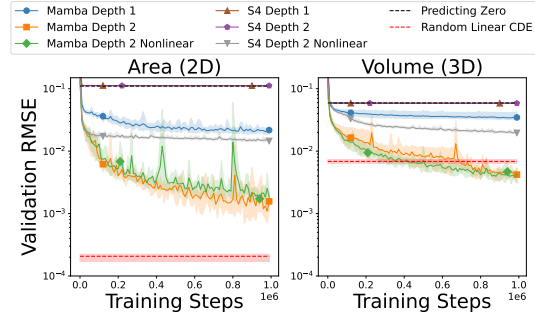 Mamba Depth 1 S4 Depth 1 Predicting Zero
Mamba Depth 2 S4 Depth 2 Random Linear CDE
Mamba Depth 2 Nonlinear S4 Depth 2 Nonlinear
Area (2D) Volume (3D)
Validation RMSE
10⁻¹ 10⁻¹
10⁻² 10⁻²
10⁻³ 10⁻³
10⁻⁴ 10⁻⁴
0.0 0.2 0.4 0.6 0.8 1.0 0.0 0.2 0.4 0.6 0.8 1.0
1e6 1e6
Training Steps Training Steps